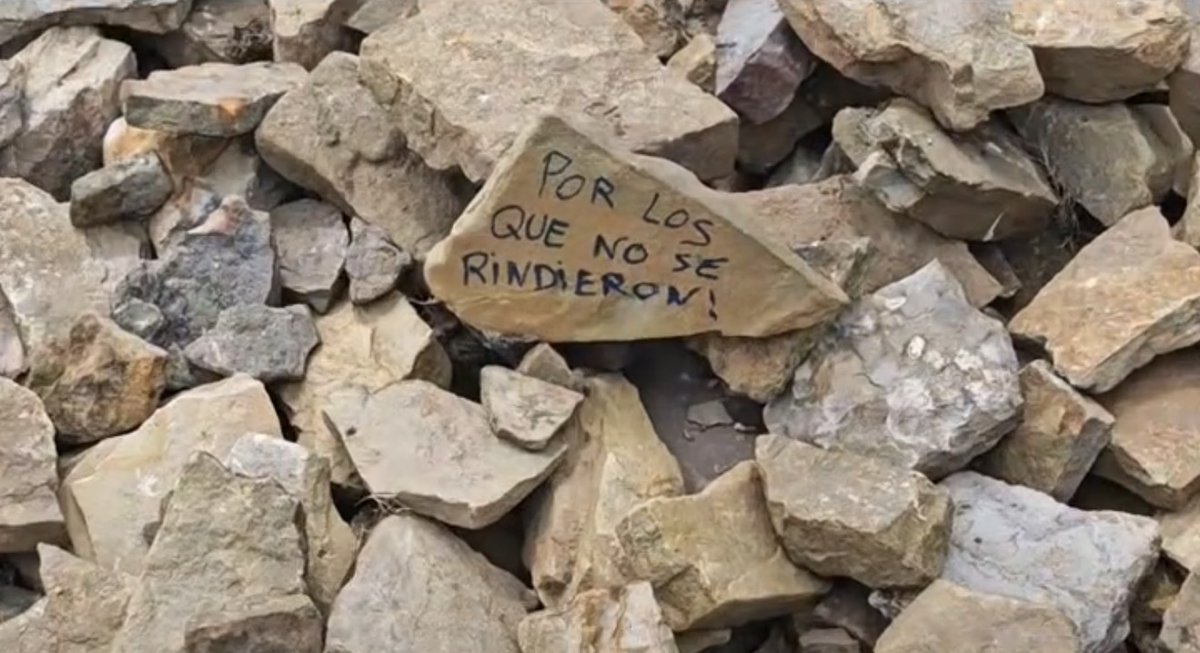 POR LOS
QUE NO SE
RINDIERON!